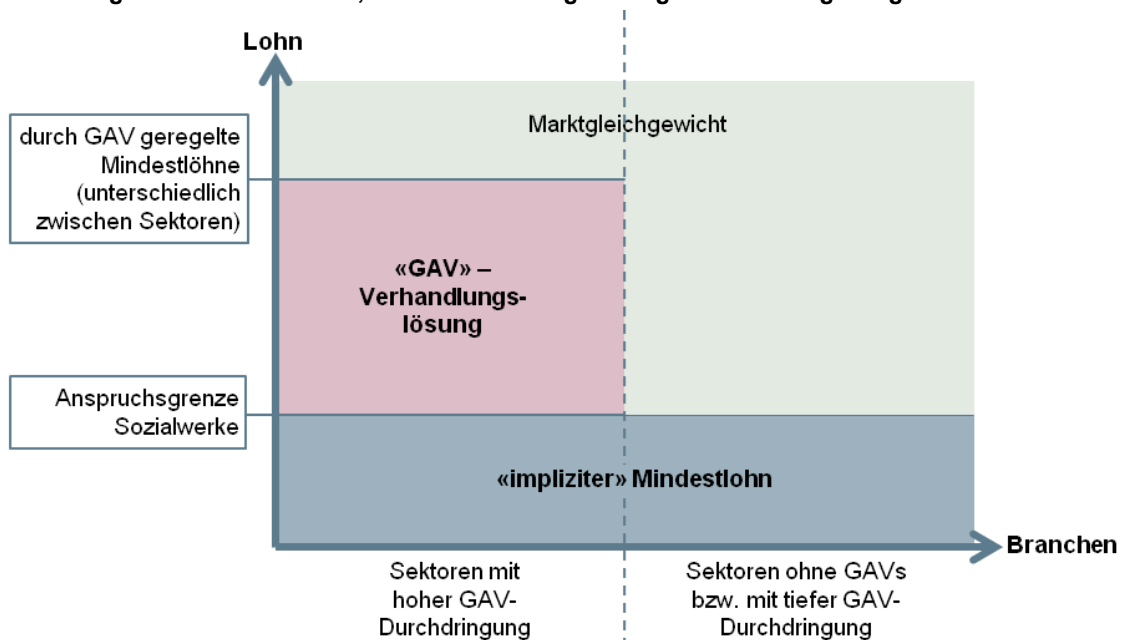 Lohn
Marktgleichgewicht
durch GAV geregelte
Mindestlöhne
(unterschiedlich
zwischen Sektoren)
«GAV» –
Verhandlungs-
lösung
Anspruchsgrenze
Sozialwerke
«impliziter» Mindestlohn
Branchen
Sektoren mit
hoher GAV-
Durchdringung
Sektoren ohne GAVs
bzw. mit tiefer GAV-
Durchdringung